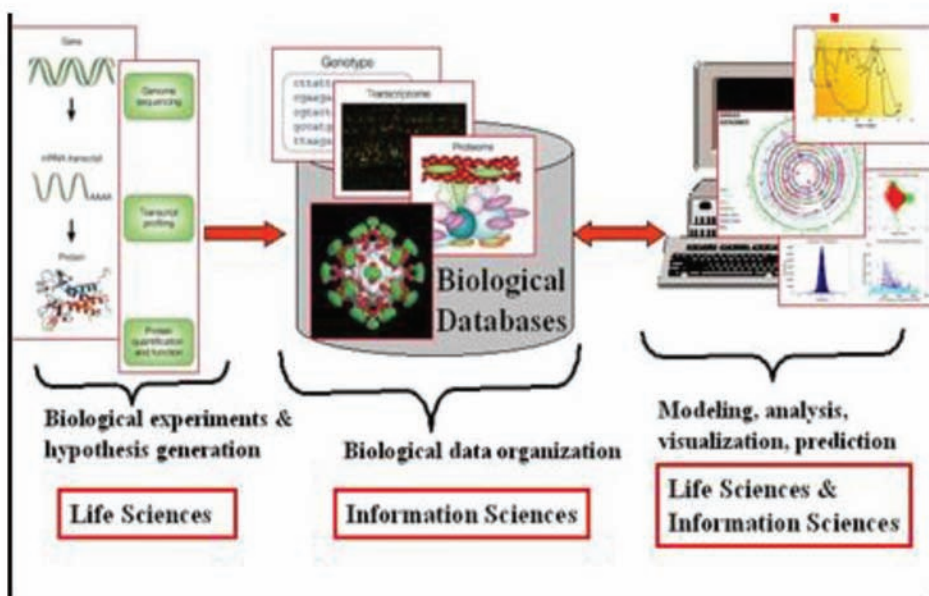 Gene
mRNA transcript
AAAA
Protein
Genome
sequencing
Transcript
profiling
Protein
quantification
and function
Genotype
Transcriptome
Proteome
Biological
Databases
Biological experiments &
hypothesis generation
Life Sciences
Biological data organization
Information Sciences
Modeling, analysis,
visualization, prediction
Life Sciences &
Information Sciences